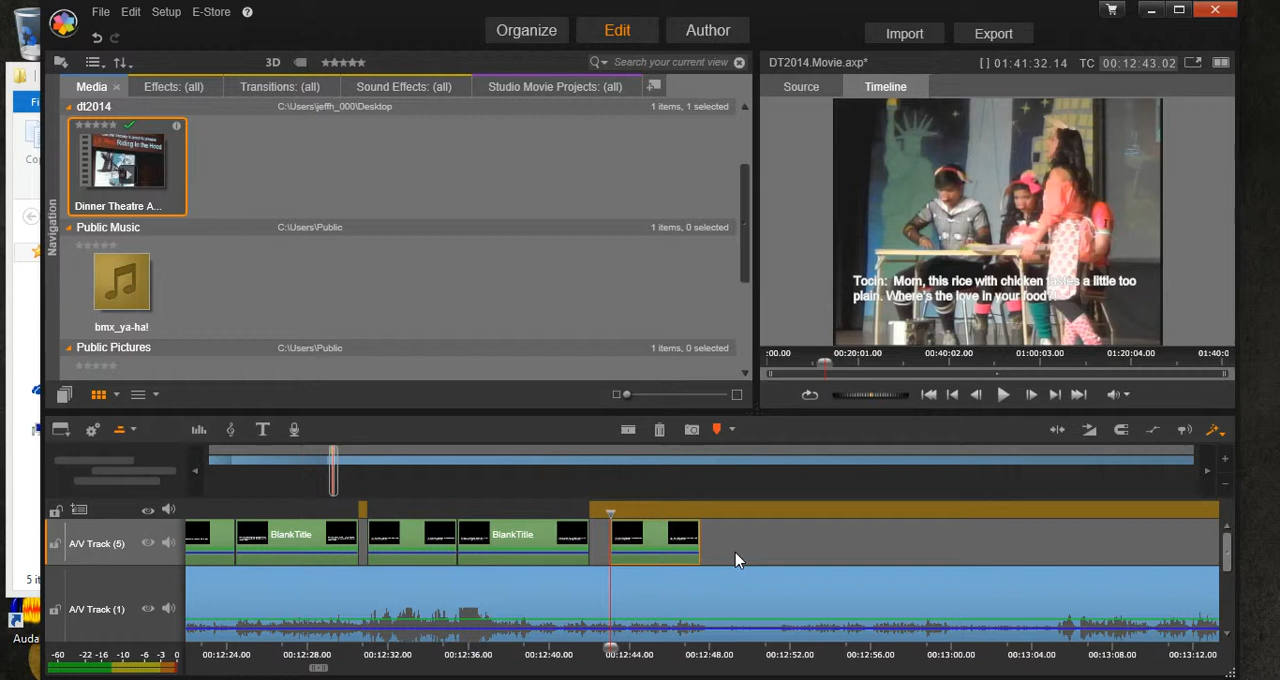 File Edit Setup E-Store ?
Organize Edit Author Import Export
3D Search your current view
DT2014.Movie.axp* [ ] 01:41:32.14 TC 00:12:43.02
Media Effects: (all) Transitions: (all) Sound Effects: (all) Studio Movie Projects: (all)
Source Timeline
dt2014 C:\Users\jeffh_000\Desktop 1 items, 1 selected
Riding in the Hood
Dinner Theatre A...
Public Music C:\Users\Public 1 items, 0 selected
bmx_ya-ha!
Public Pictures C:\Users\Public 1 items, 0 selected
Navigation
Tocin: Mom, this rice with chicken tastes a little too
plain. Where's the love in your food?!
:00.00 00:20:01.00 00:40:02.00 01:00:03.00 01:20:04.00 01:40:0
A/V Track (5) BlankTitle BlankTitle
A/V Track (1)
-60 -22 -16 -10 -6 -3 0
00:12:24.00 00:12:28.00 00:12:32.00 00:12:36.00 00:12:40.00 00:12:44.00 00:12:48.00 00:12:52.00 00:12:56.00 00:13:00.00 00:13:04.00 00:13:08.00 00:13:12.00
Fi
Co
5 it
Auda